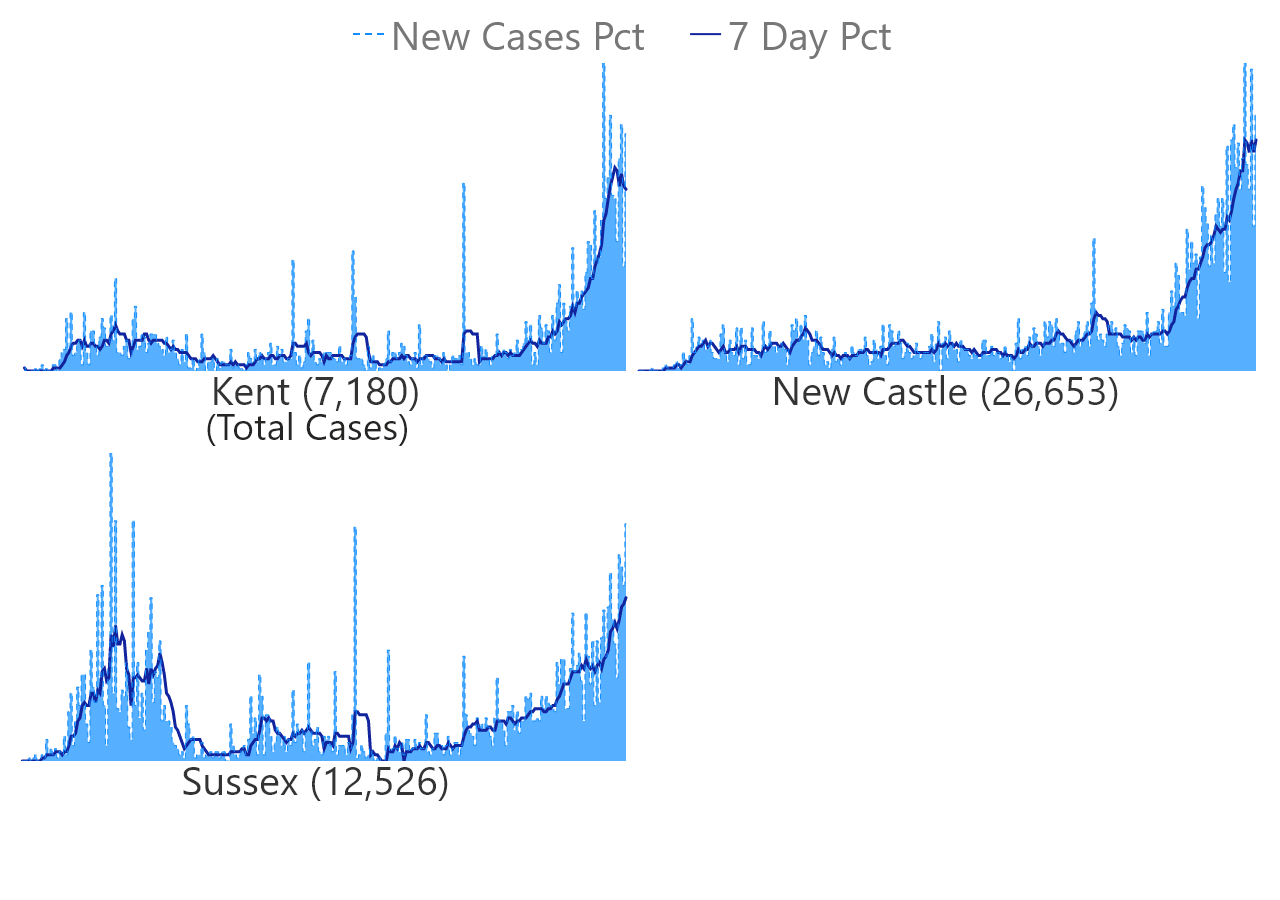 New Cases Pct 7 Day Pct
Kent (7,180)
(Total Cases)
New Castle (26,653)
Sussex (12,526)